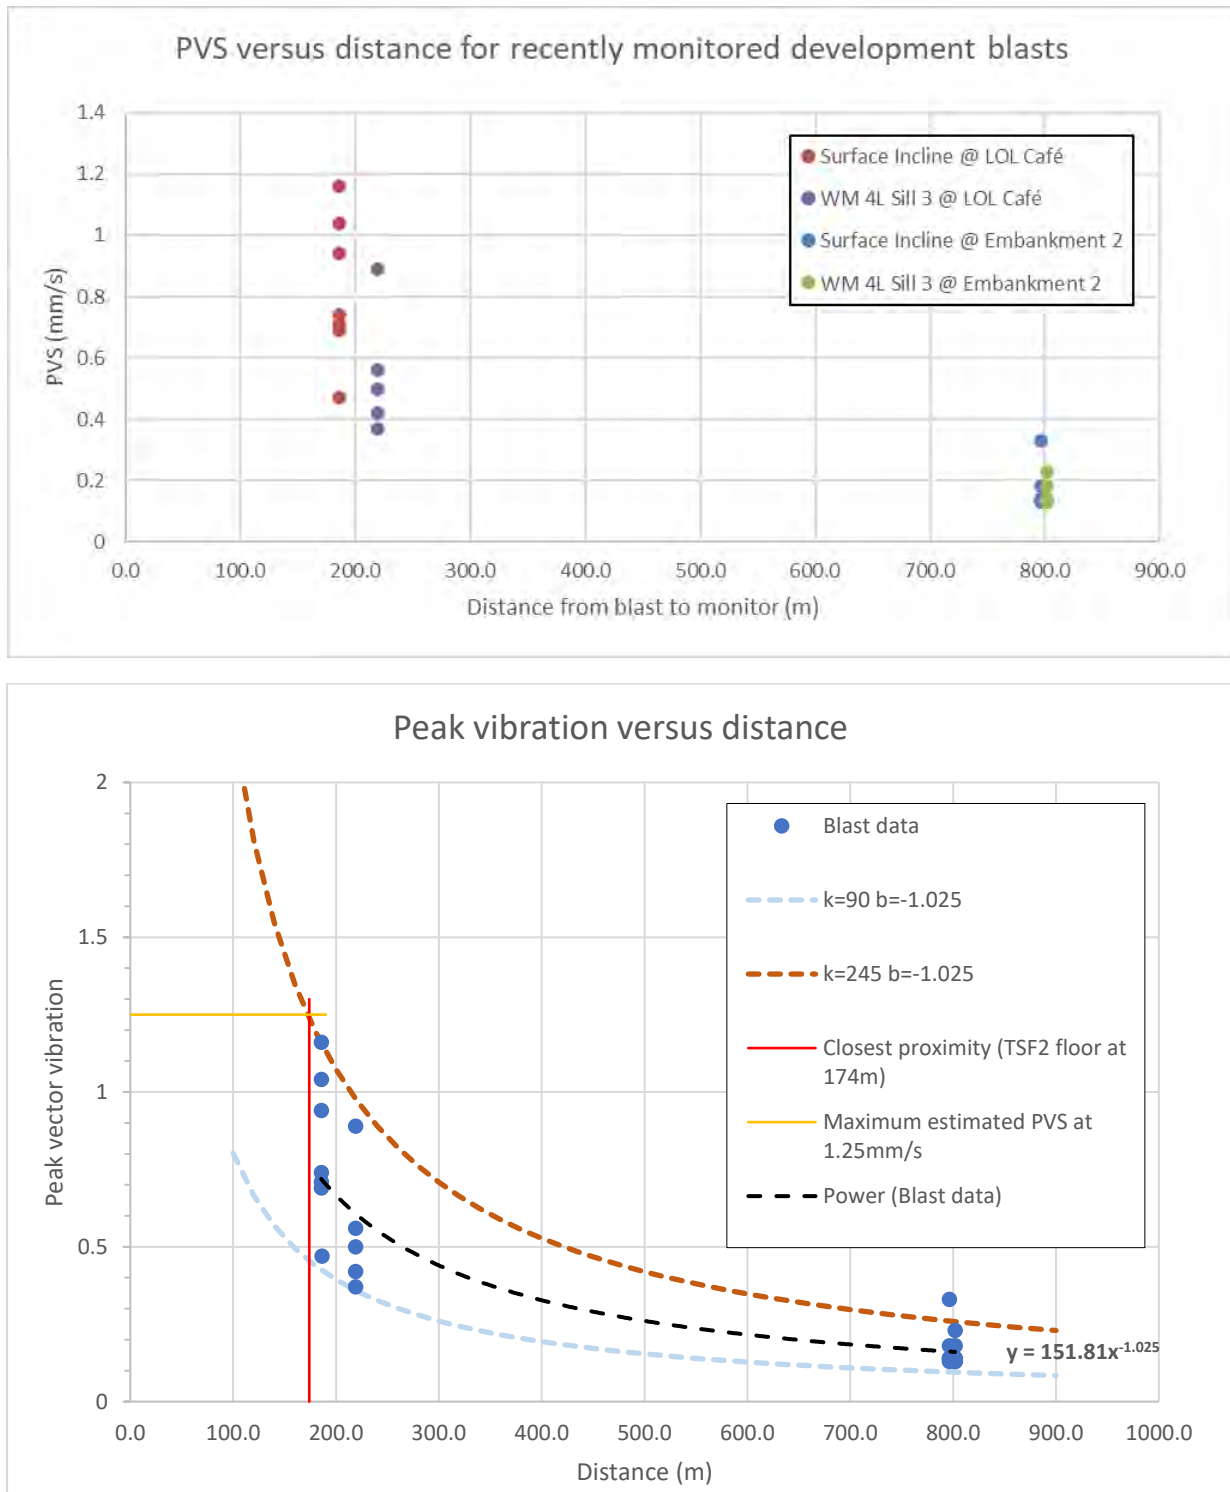 PVS versus distance for recently monitored development blasts
1.4
1.2
1
0.8
0.6
0.4
0.2
0
PVS (mm/s)
Surface Incline @ LOL Café
WM 4L Sill 3 @ LOL Café
Surface Incline @ Embankment 2
WM 4L Sill 3 @ Embankment 2
0.0 100.0 200.0 300.0 400.0 500.0 600.0 700.0 800.0 900.0
Distance from blast to monitor (m)
Peak vibration versus distance
2
1.5
1
0.5
0
Peak vector vibration
Blast data
k=90 b=-1.025
k=245 b=-1.025
Closest proximity (TSF2 floor at
174m)
Maximum estimated PVS at
1.25mm/s
Power (Blast data)
y = 151.81x-1.025
0.0 100.0 200.0 300.0 400.0 500.0 600.0 700.0 800.0 900.0 1000.0
Distance (m)